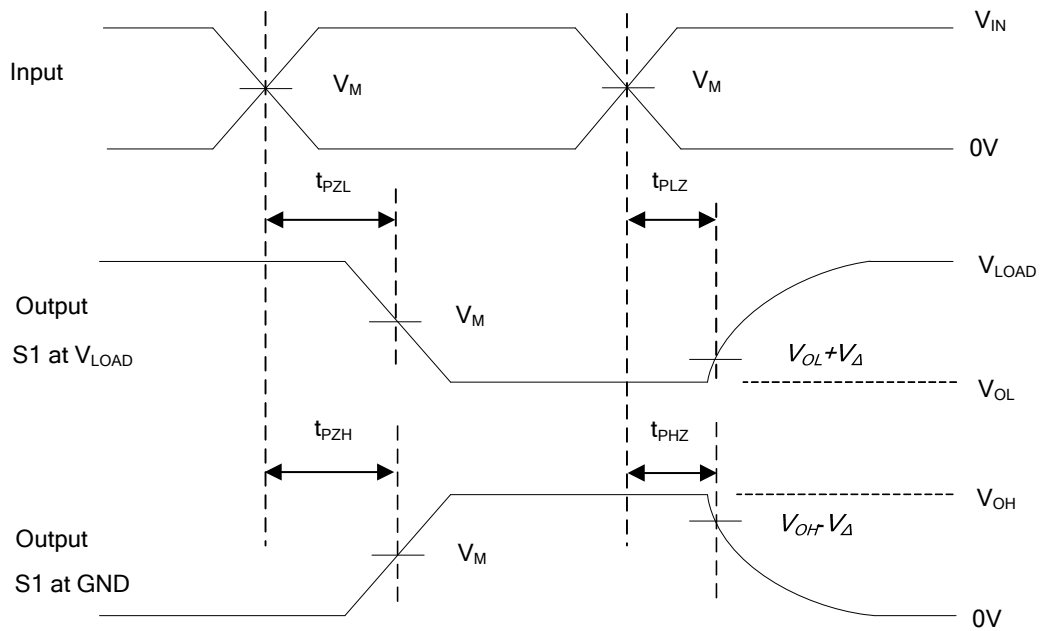 V_IN
Input
V_M V_M
0V
t_PZL t_PLZ
V_LOAD
Output
V_M
S1 at V_LOAD
V_OL+V_Δ
V_OL
t_PZH t_PHZ
V_OH
V_OH-V_Δ
Output
V_M
S1 at GND
0V